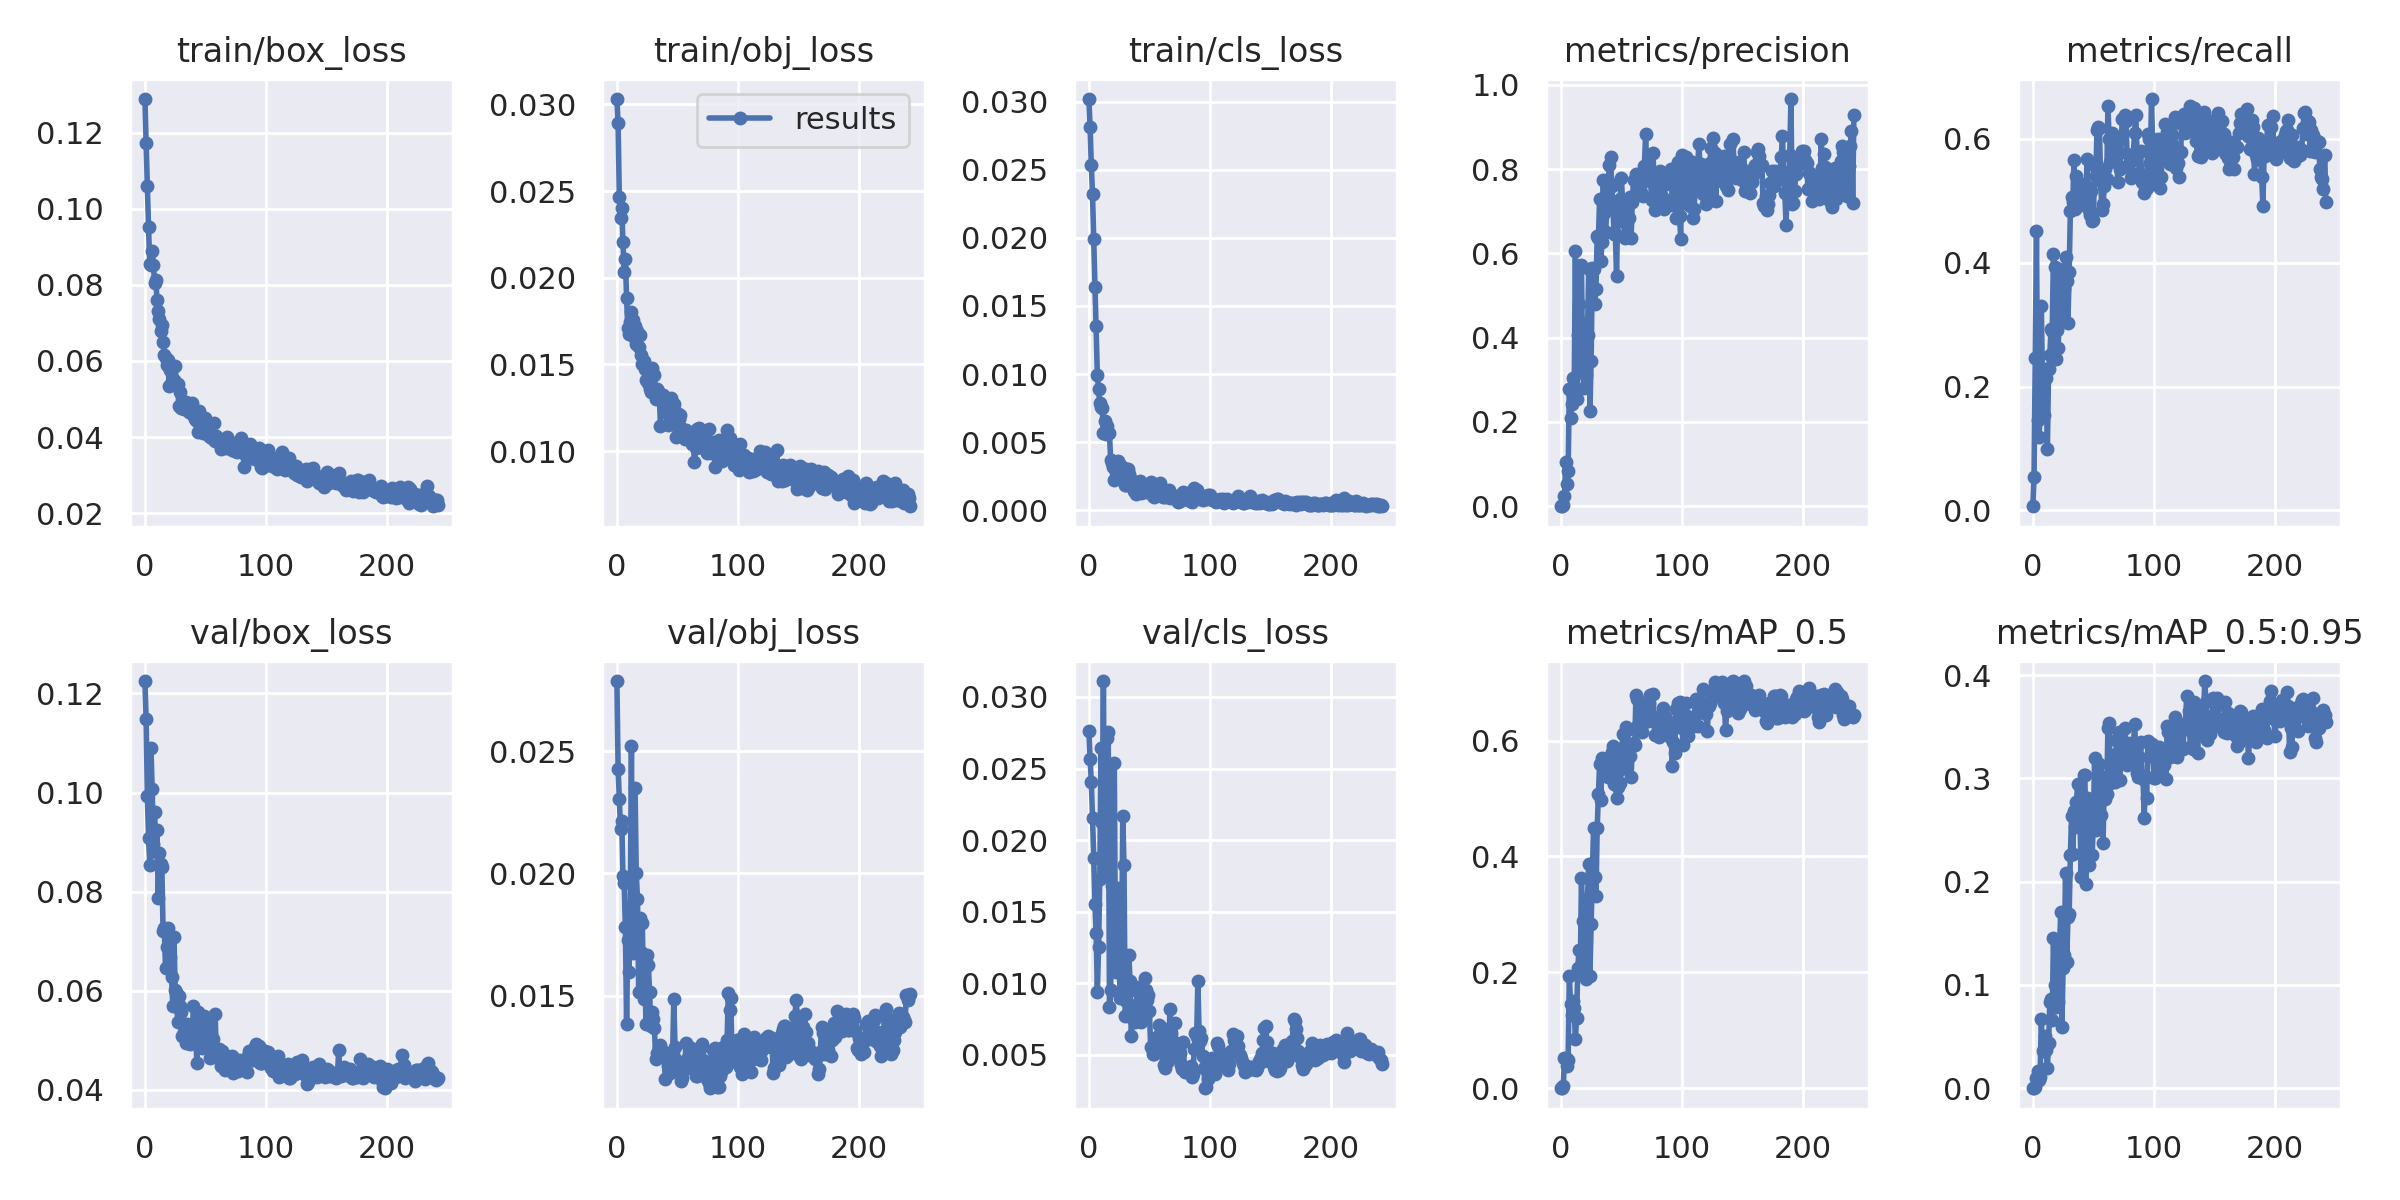 train/box_loss
0.12
0.10
0.08
0.06
0.04
0.02
0 100 200
train/obj_loss
results
0.030
0.025
0.020
0.015
0.010
0 100 200
train/cls_loss
0.030
0.025
0.020
0.015
0.010
0.005
0.000
0 100 200
metrics/precision
1.0
0.8
0.6
0.4
0.2
0.0
0 100 200
metrics/recall
0.6
0.4
0.2
0.0
0 100 200
val/box_loss
0.12
0.10
0.08
0.06
0.04
0 100 200
val/obj_loss
0.025
0.020
0.015
0 100 200
val/cls_loss
0.030
0.025
0.020
0.015
0.010
0.005
0 100 200
metrics/mAP_0.5
0.6
0.4
0.2
0.0
0 100 200
metrics/mAP_0.5:0.95
0.4
0.3
0.2
0.1
0.0
0 100 200